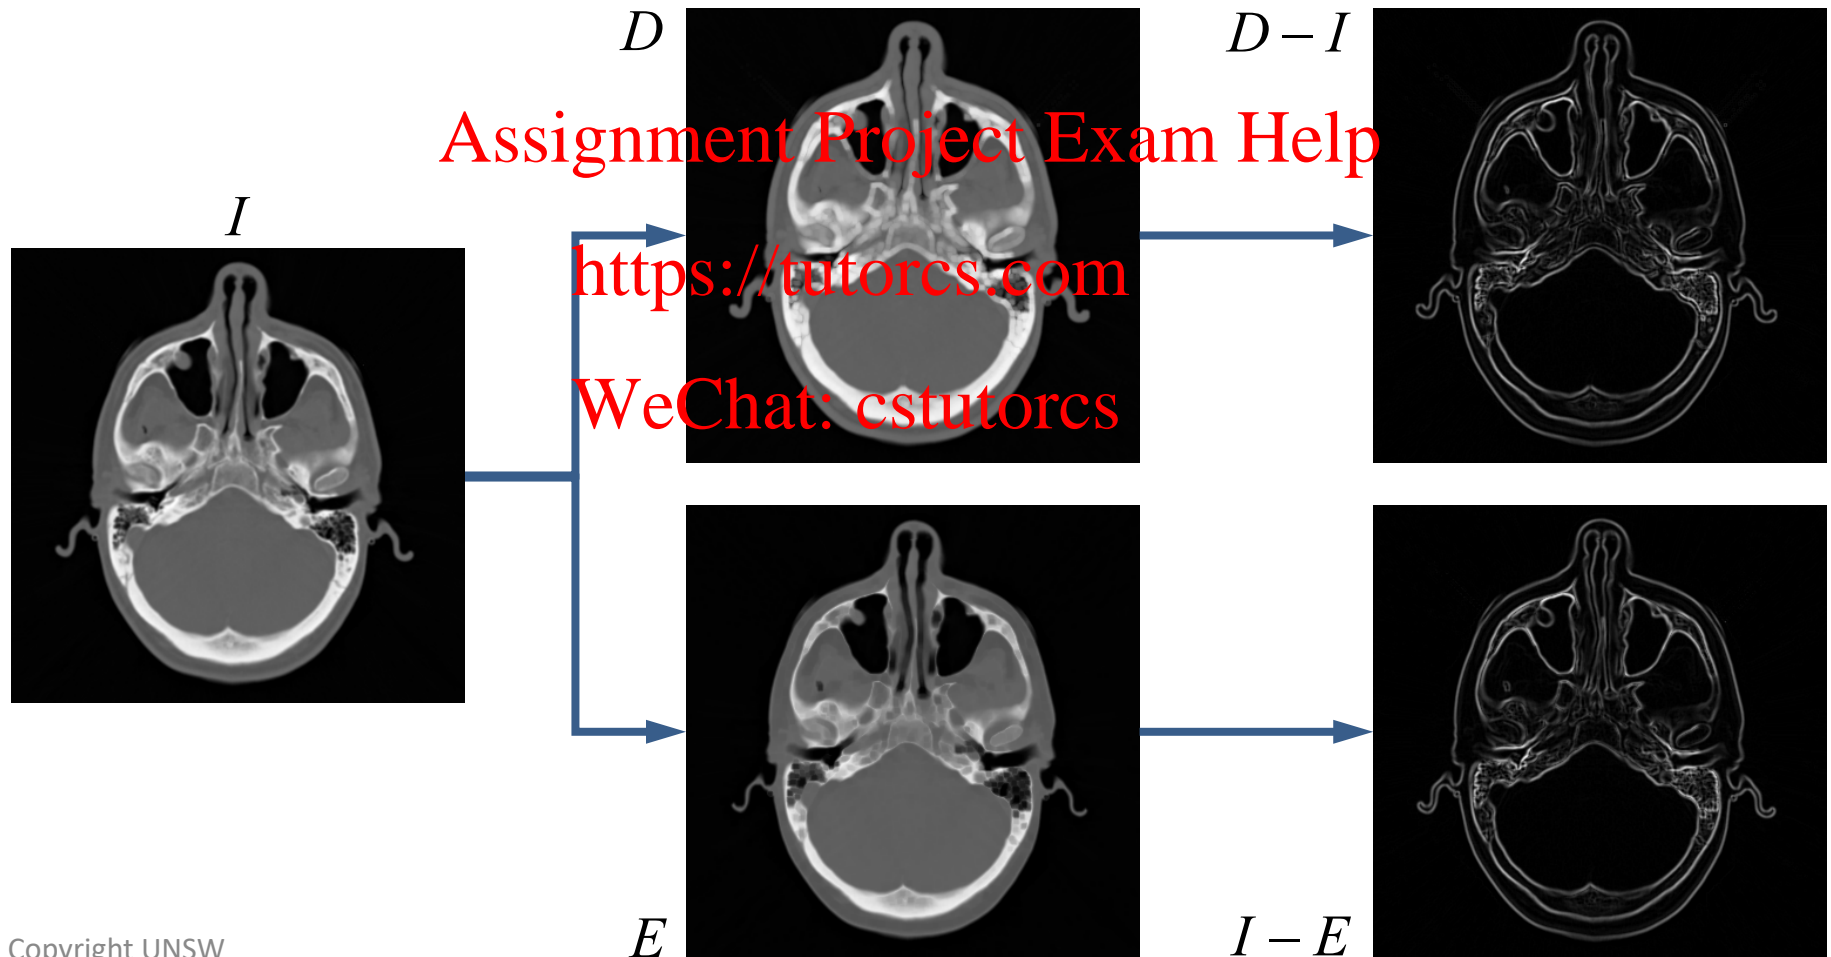 D
D – I
Assignment Project Exam Help
I
https://tutorcs.com
WeChat: cstutorcs
E
I – E
Copyright UNSW